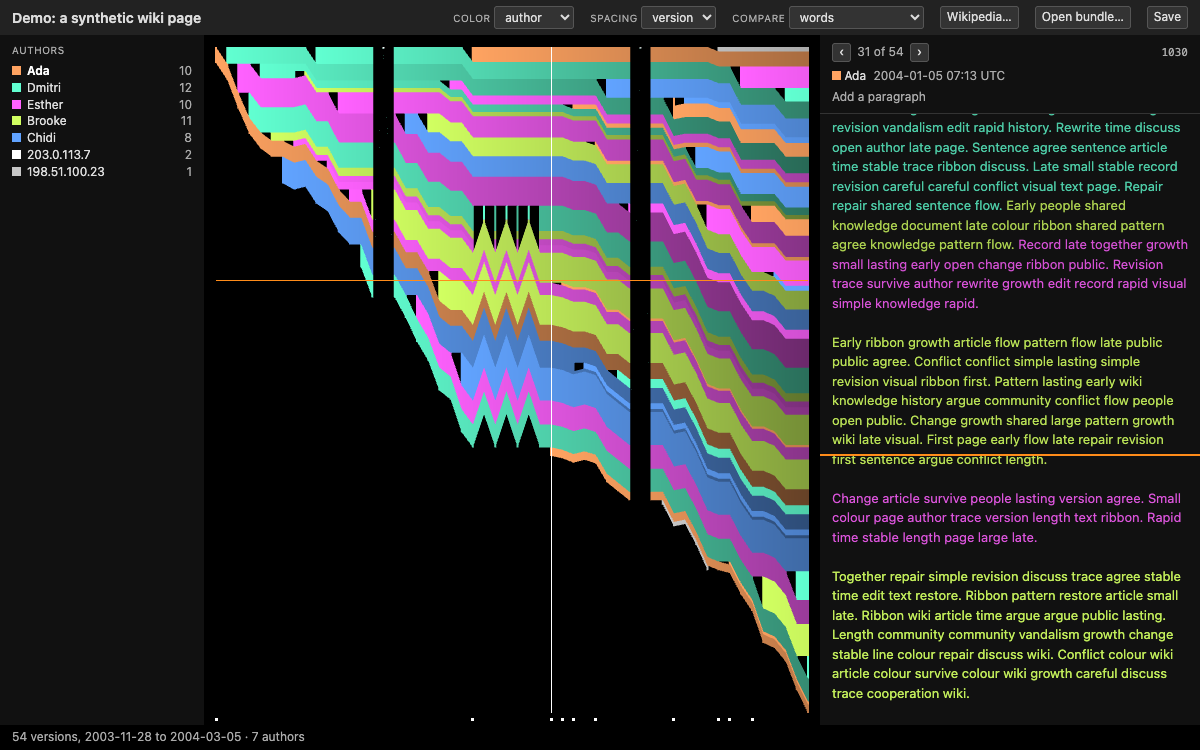 Demo: a synthetic wiki page
COLOR author SPACING version COMPARE words Wikipedia... Open bundle... Save
AUTHORS
Ada 10
Dmitri 12
Esther 10
Brooke 11
Chidi 8
203.0.113.7 2
198.51.100.23 1
‹ 31 of 54 › 1030
Ada 2004-01-05 07:13 UTC
Add a paragraph
revision vandalism edit rapid history. Rewrite time discuss
open author late page. Sentence agree sentence article
time stable trace ribbon discuss. Late small stable record
revision careful careful conflict visual text page. Repair
repair shared sentence flow. Early people shared
knowledge document late colour ribbon shared pattern
agree knowledge pattern flow. Record late together growth
small lasting early open change ribbon public. Revision
trace survive author rewrite growth edit record rapid visual
simple knowledge rapid.
Early ribbon growth article flow pattern flow late public
public agree. Conflict conflict simple lasting simple
revision visual ribbon first. Pattern lasting early wiki
knowledge history argue community conflict flow people
open public. Change growth shared large pattern growth
wiki late visual. First page early flow late repair revision
first sentence argue conflict length.
Change article survive people lasting version agree. Small
colour page author trace version length text ribbon. Rapid
time stable length page large late.
Together repair simple revision discuss trace agree stable
time edit text restore. Ribbon pattern restore article small
late. Ribbon wiki article time argue argue public lasting.
Length community community vandalism growth change
stable line colour repair discuss wiki. Conflict colour wiki
article colour survive colour wiki growth careful discuss
trace cooperation wiki.
54 versions, 2003-11-28 to 2004-03-05 · 7 authors